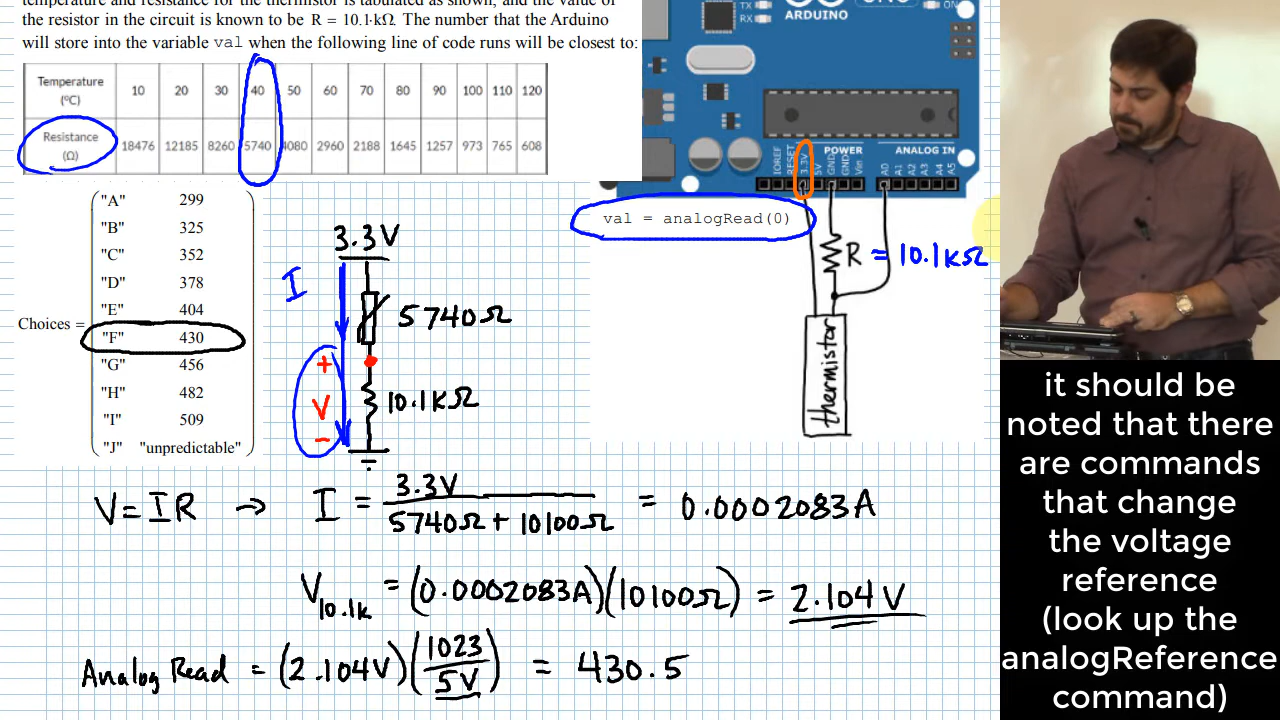 temperature and resistance for the thermistor is tabulated as shown, and the value of
the resistor in the circuit is known to be R = 10.1·kΩ. The number that the Arduino
will store into the variable val when the following line of code runs will be closest to:
Temperature (°C) 10 20 30 40 50 60 70 80 90 100 110 120
Resistance (Ω) 18476 12185 8260 5740 4080 2960 2188 1645 1257 973 765 608
Choices =
"A" 299
"B" 325
"C" 352
"D" 378
"E" 404
"F" 430
"G" 456
"H" 482
"I" 509
"J" "unpredictable"
3.3V
I
5740Ω
+
V
-
10.1kΩ
TX
RX
ARDUINO
ON
IOREF
RESET
3.3V
5V
GND
GND
Vin
POWER
ANALOG IN
A0
A1
A2
A3
A4
A5
val = analogRead(0)
R = 10.1kΩ
thermistor
V=IR → I = 3.3V / 5740Ω + 10100Ω = 0.0002083A
V10.1k = (0.0002083A)(10100Ω) = 2.104V
Analog Read = (2.104V)(1023/5V) = 430.5
it should be
noted that there
are commands
that change
the voltage
reference
(look up the
analogReference
command)